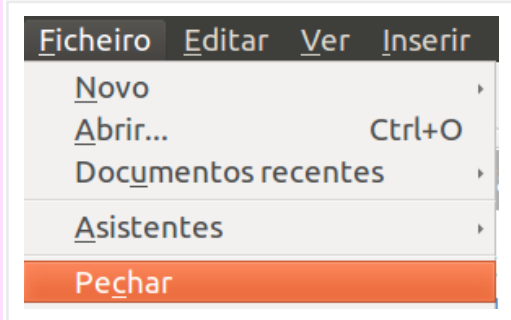 Ficheiro Editar Ver Inserir
Novo
Abrir... Ctrl+O
Documentos recentes
Asistentes
Pechar